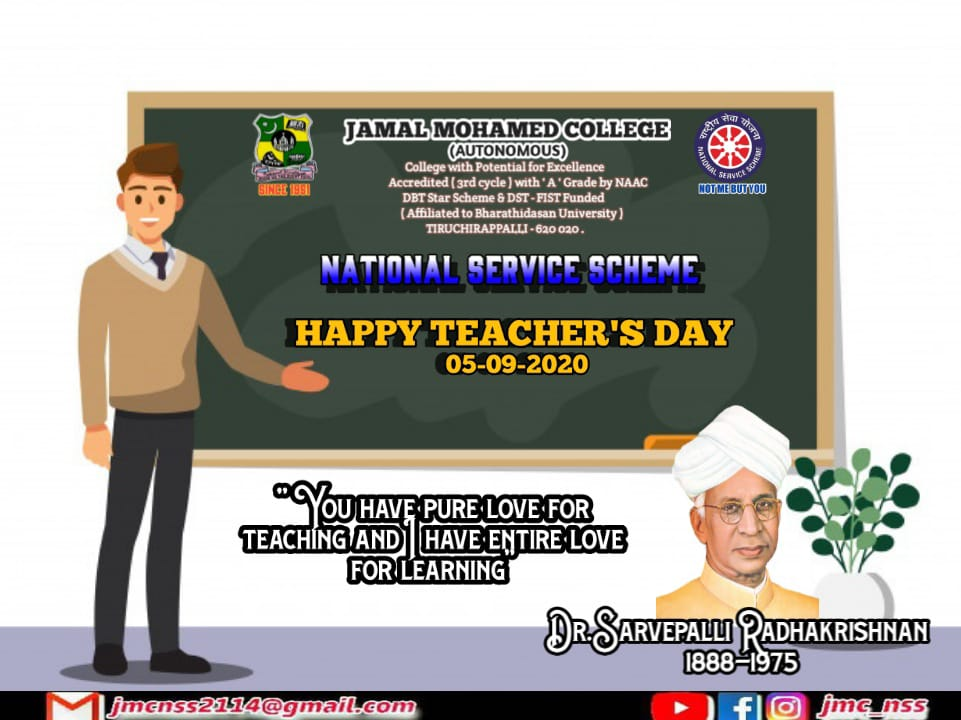 JAMAL MOHAMED COLLEGE
(AUTONOMOUS)
College with Potential for Excellence
Accredited ( 3rd cycle ) with ' A ' Grade by NAAC
DBT Star Scheme & DST - FIST Funded
( Affiliated to Bharathidasan University )
TIRUCHIRAPPALLI - 620 020 .
SINCE 1951
राष्ट्रीय सेवा योजना
NATIONAL SERVICE SCHEME
NOT ME BUT YOU
NATIONAL SERVICE SCHEME
HAPPY TEACHER'S DAY
05-09-2020
"You have pure love for
teaching and I have entire love
for learning"
Dr. Sarvepalli Radhakrishnan
1888-1975
jmcnss2114@gmail.com
jmc_nss